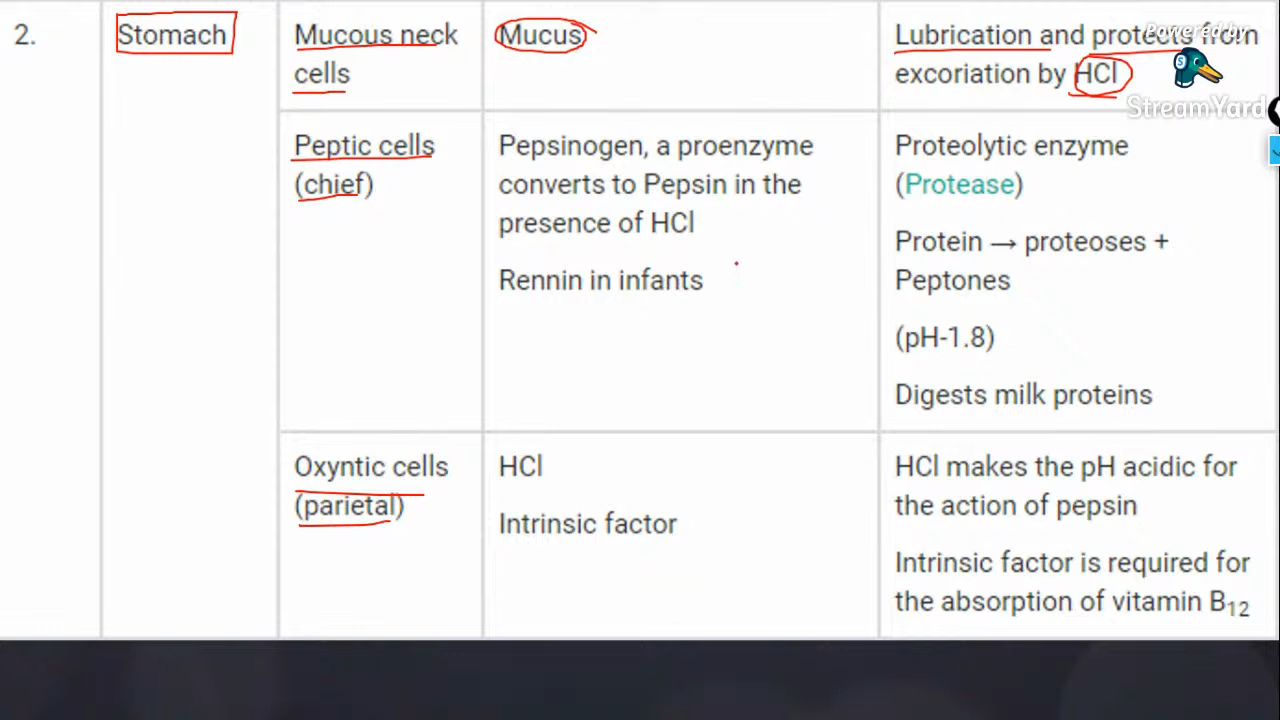 2.
Stomach
Mucous neck
cells
Mucus
Lubrication and protects from
excoriation by HCl
Powered by
StreamYard
Peptic cells
(chief)
Pepsinogen, a proenzyme
converts to Pepsin in the
presence of HCl
Rennin in infants
Proteolytic enzyme
(Protease)
Protein → proteoses +
Peptones
(pH-1.8)
Digests milk proteins
Oxyntic cells
(parietal)
HCl
Intrinsic factor
HCl makes the pH acidic for
the action of pepsin
Intrinsic factor is required for
the absorption of vitamin B₁₂